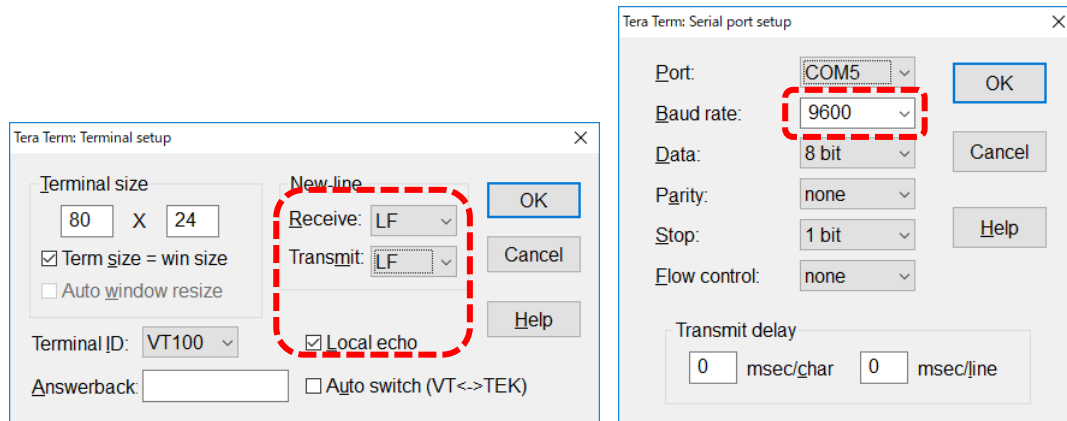 Tera Term: Terminal setup
Terminal size
80 X 24
Term size = win size
Auto window resize
New-line
Receive: LF
Transmit: LF
Terminal ID: VT100
Local echo
Answerback:
Auto switch (VT<->TEK)
OK
Cancel
Help
Tera Term: Serial port setup
Port: COM5
Baud rate: 9600
Data: 8 bit
Parity: none
Stop: 1 bit
Flow control: none
OK
Cancel
Help
Transmit delay
0 msec/char 0 msec/line